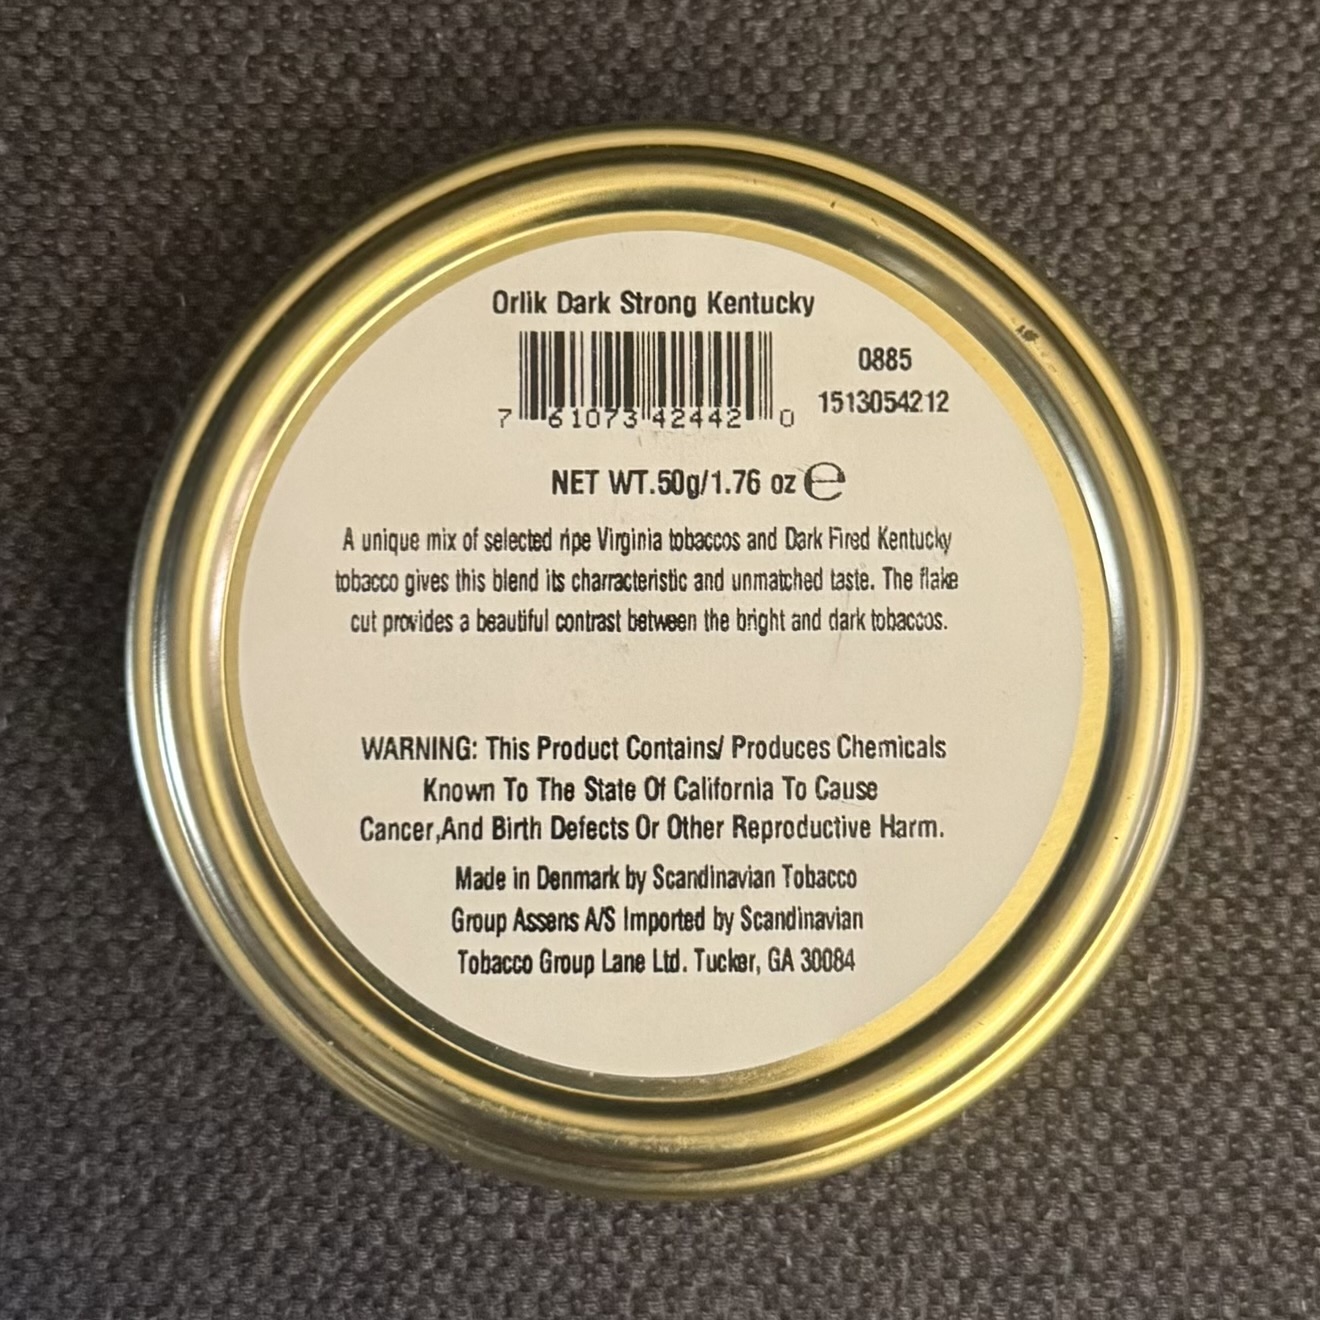 Orlik Dark Strong Kentucky
0885
7 61073 42442 0
1513054212
NET WT.50g/1.76 oz ℮
A unique mix of selected ripe Virginia tobaccos and Dark Fired Kentucky
tobacco gives this blend its charracteristic and unmatched taste. The flake
cut provides a beautiful contrast between the bright and dark tobaccos.
WARNING: This Product Contains/ Produces Chemicals
Known To The State Of California To Cause
Cancer,And Birth Defects Or Other Reproductive Harm.
Made in Denmark by Scandinavian Tobacco
Group Assens A/S Imported by Scandinavian
Tobacco Group Lane Ltd. Tucker, GA 30084